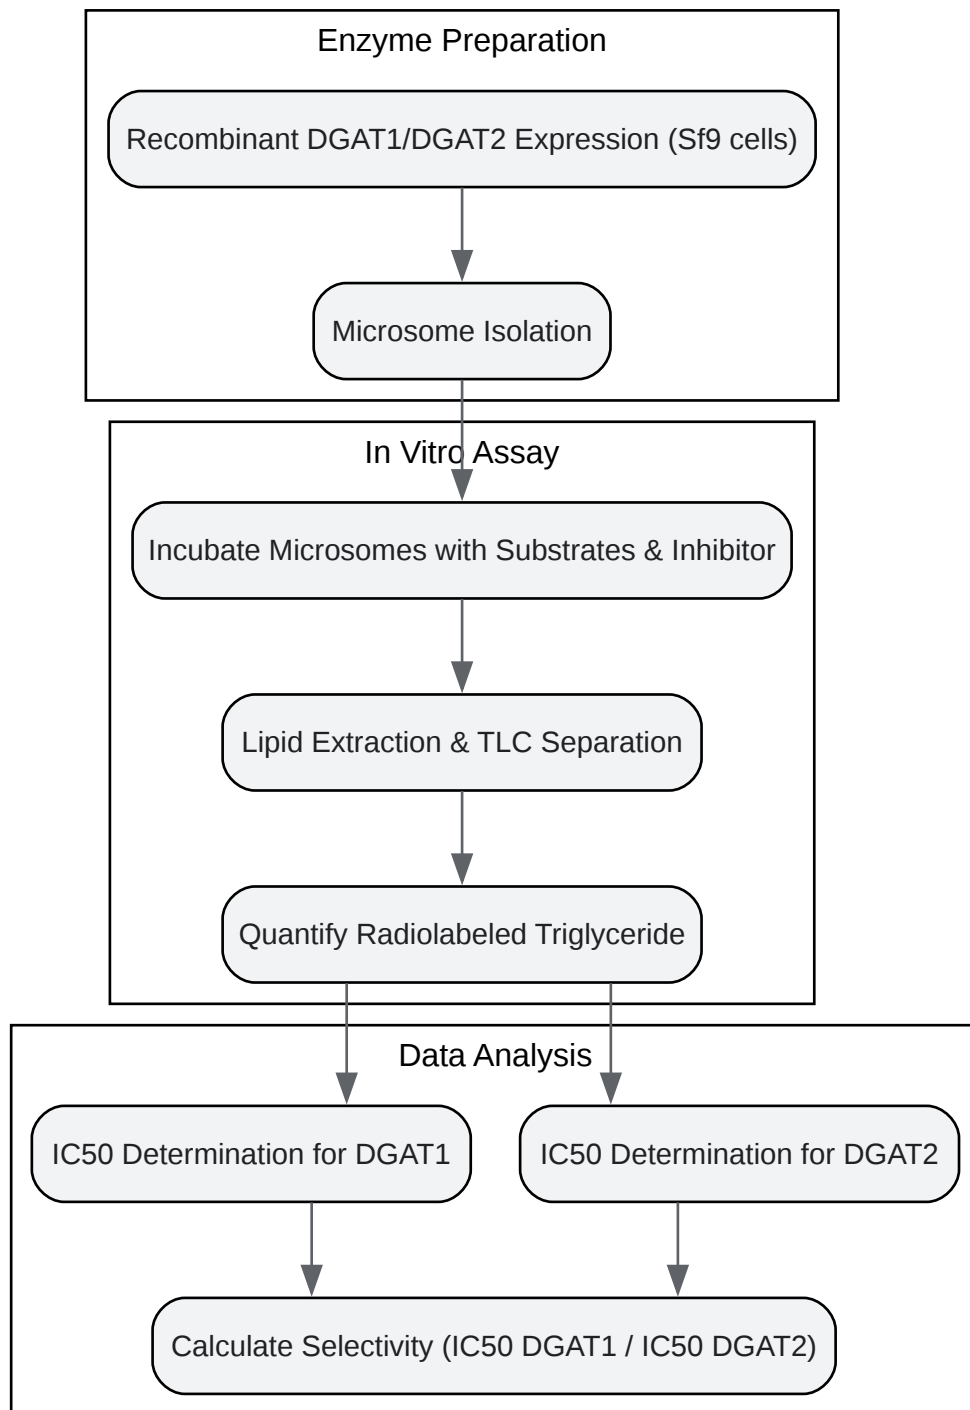 Enzyme Preparation
Recombinant DGAT1/DGAT2 Expression (Sf9 cells)
Microsome Isolation
In Vitro Assay
Incubate Microsomes with Substrates & Inhibitor
Lipid Extraction & TLC Separation
Quantify Radiolabeled Triglyceride
Data Analysis
IC50 Determination for DGAT1
IC50 Determination for DGAT2
Calculate Selectivity (IC50 DGAT1 / IC50 DGAT2)